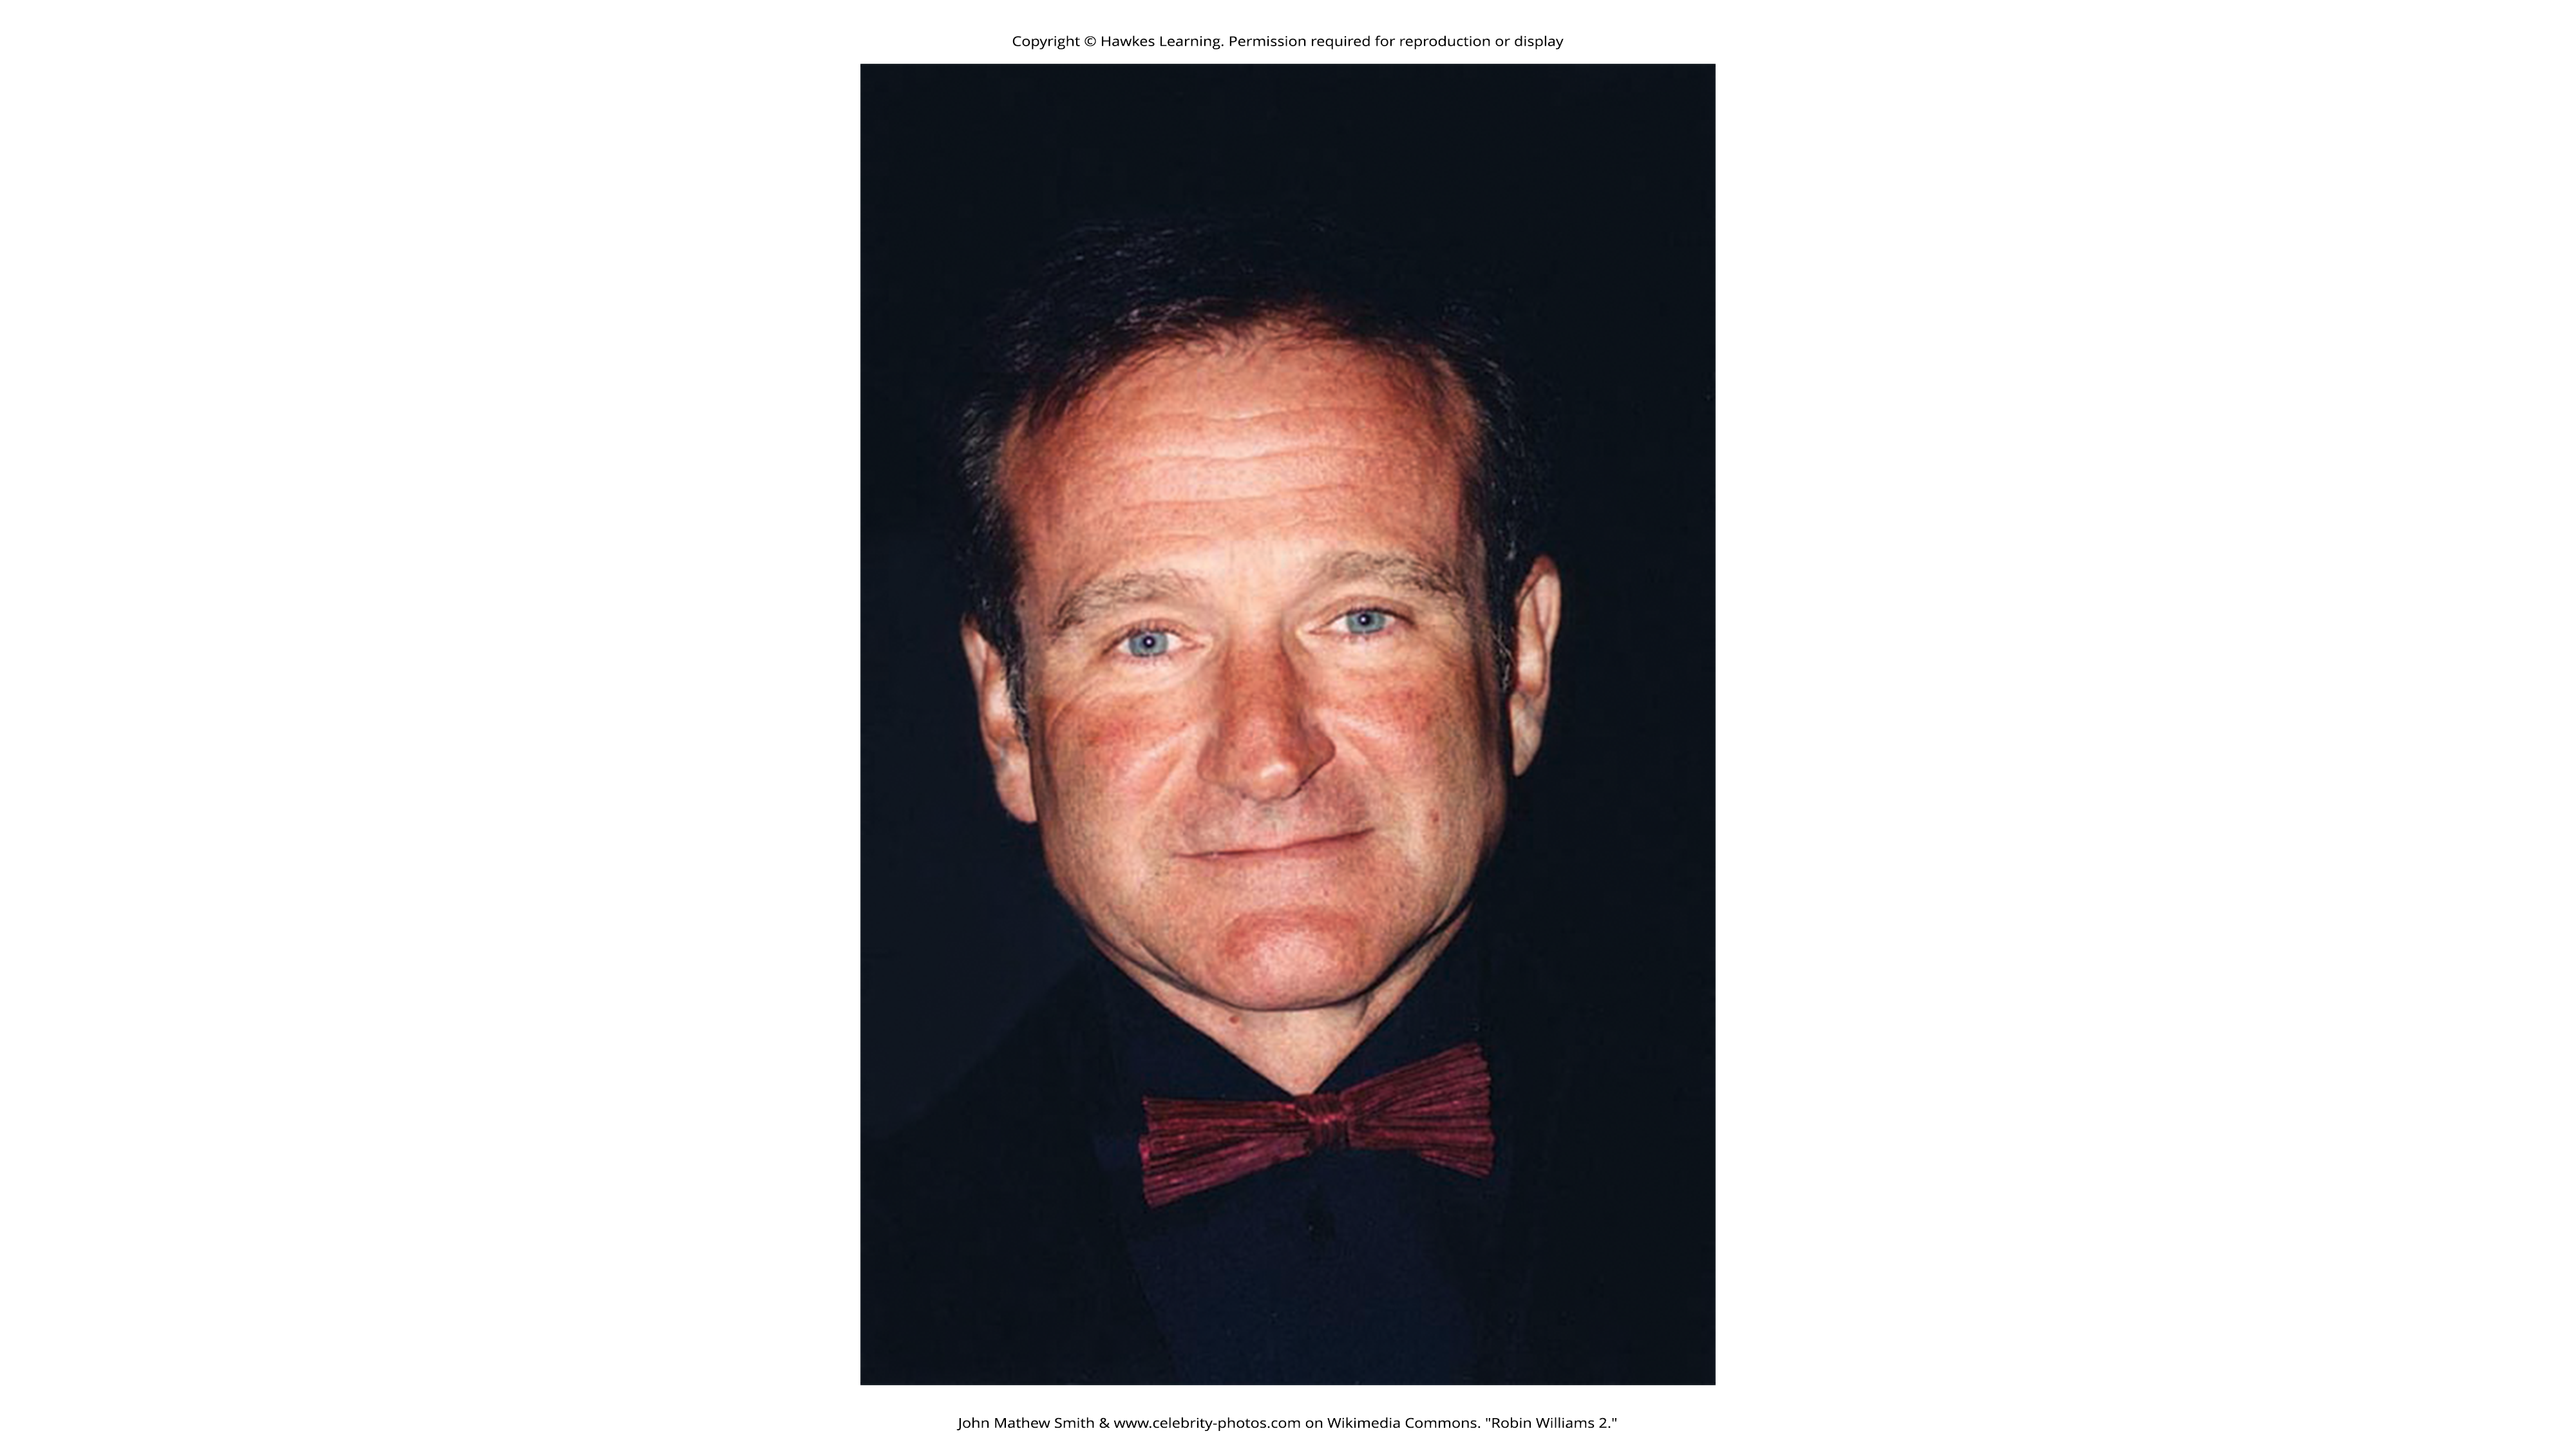 Copyright © Hawkes Learning. Permission required for reproduction or display
John Mathew Smith & www.celebrity-photos.com on Wikimedia Commons. "Robin Williams 2."